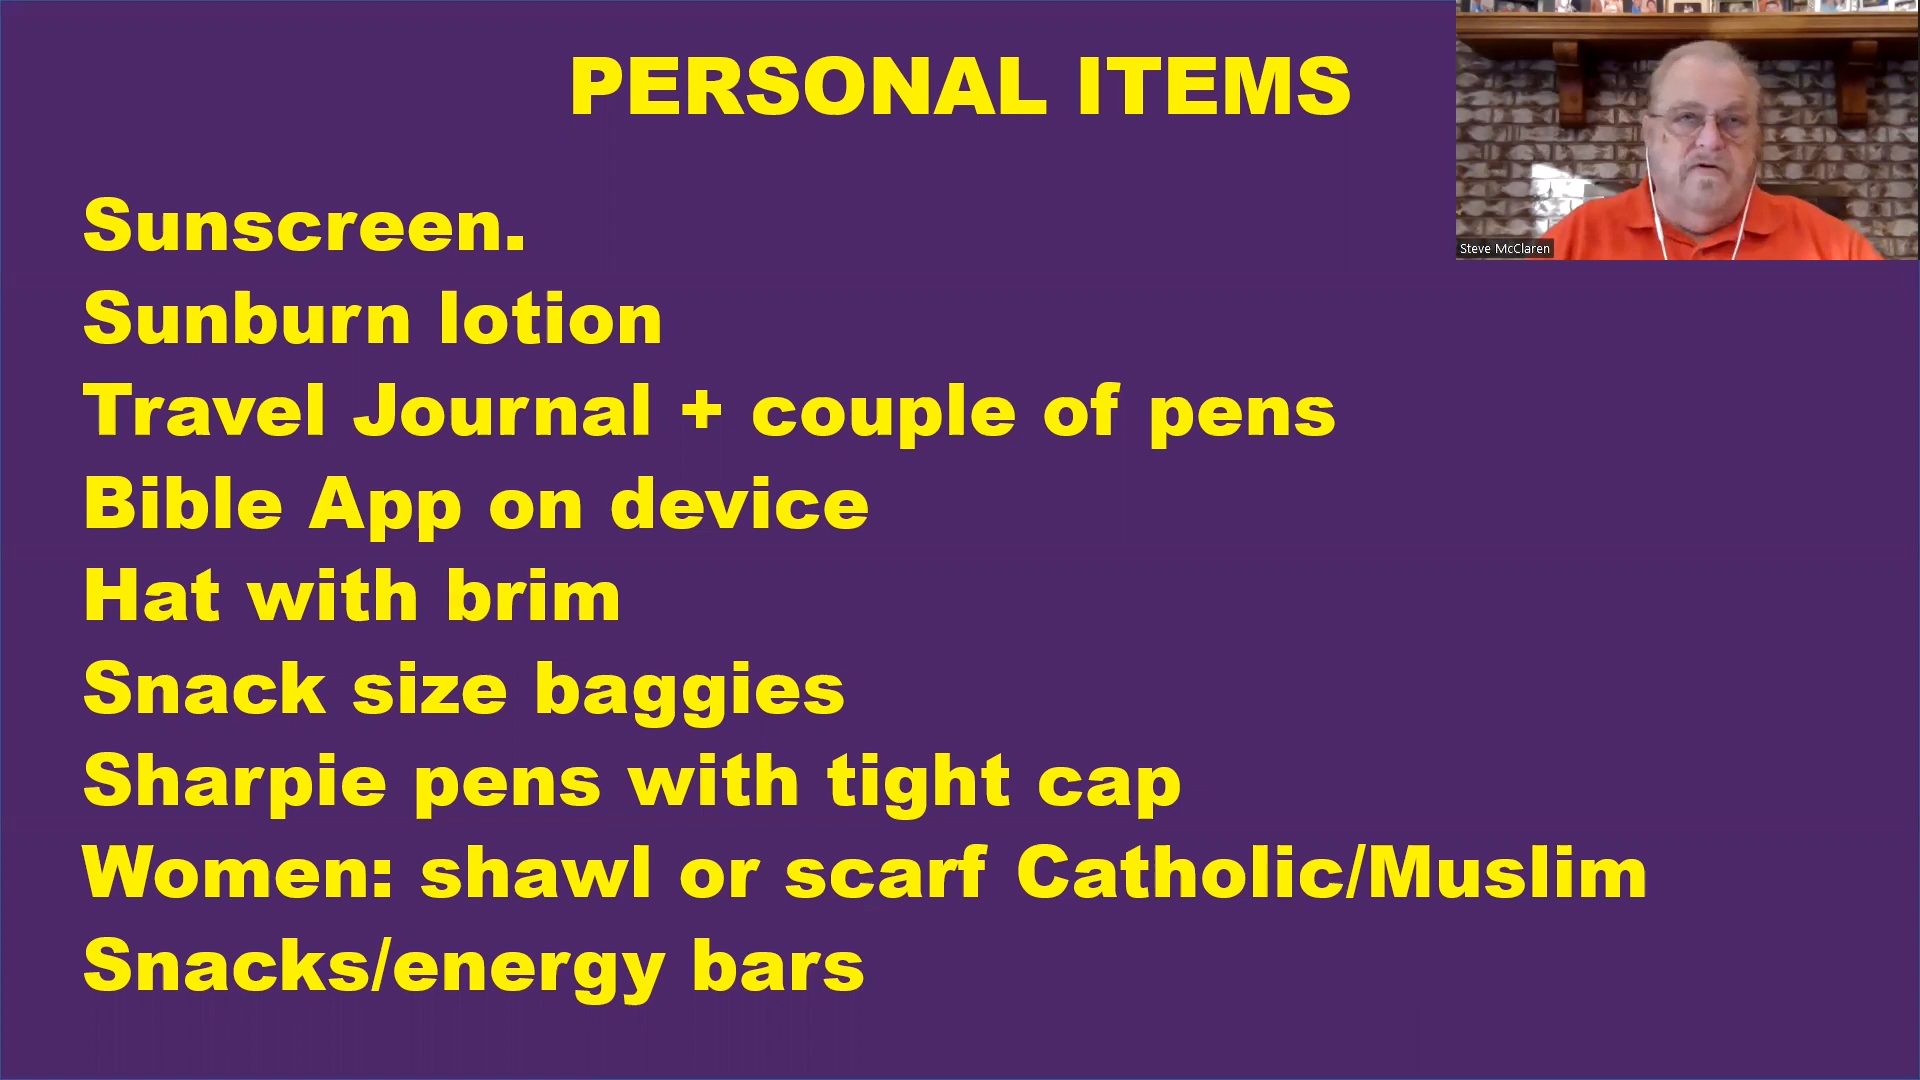 PERSONAL ITEMS
Steve McClaren
Sunscreen.
Sunburn lotion
Travel Journal + couple of pens
Bible App on device
Hat with brim
Snack size baggies
Sharpie pens with tight cap
Women: shawl or scarf Catholic/Muslim
Snacks/energy bars